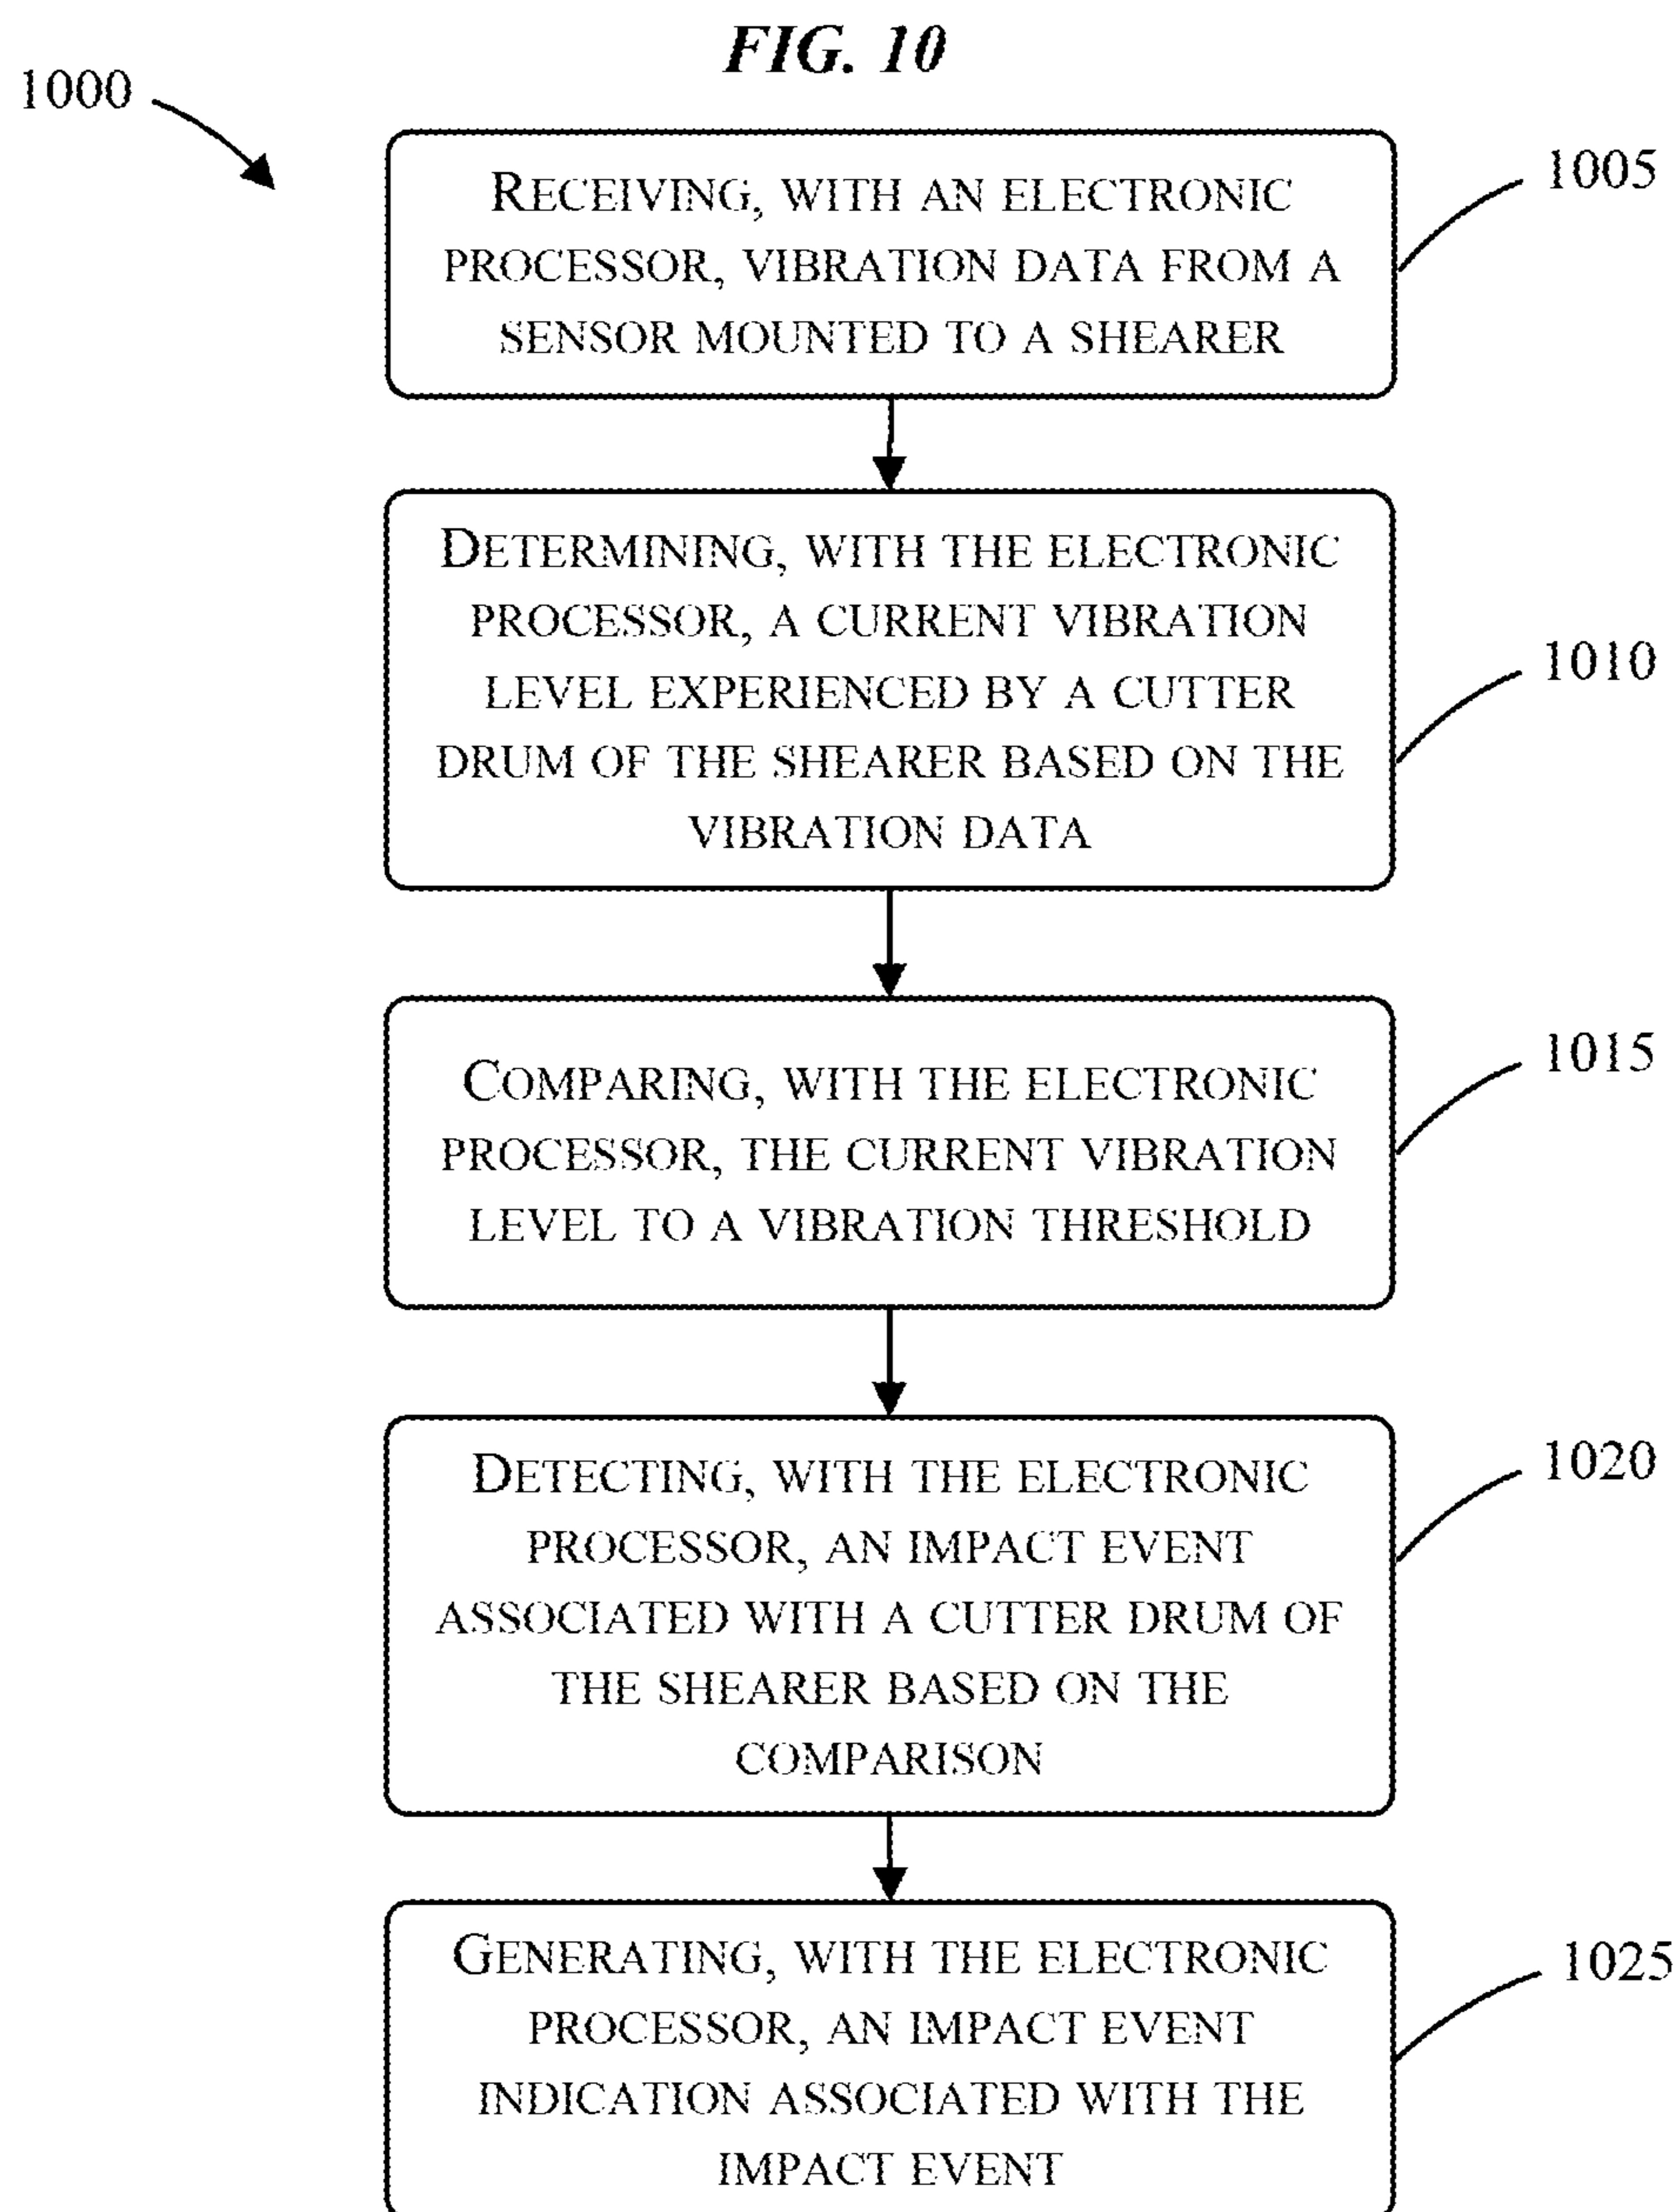 FIG. 10
1000
RECEIVING, WITH AN ELECTRONIC
PROCESSOR, VIBRATION DATA FROM A
SENSOR MOUNTED TO A SHEARER
1005
DETERMINING, WITH THE ELECTRONIC
PROCESSOR, A CURRENT VIBRATION
LEVEL EXPERIENCED BY A CUTTER
DRUM OF THE SHEARER BASED ON THE
VIBRATION DATA
1010
COMPARING, WITH THE ELECTRONIC
PROCESSOR, THE CURRENT VIBRATION
LEVEL TO A VIBRATION THRESHOLD
1015
DETECTING, WITH THE ELECTRONIC
PROCESSOR, AN IMPACT EVENT
ASSOCIATED WITH A CUTTER DRUM OF
THE SHEARER BASED ON THE
COMPARISON
1020
GENERATING, WITH THE ELECTRONIC
PROCESSOR, AN IMPACT EVENT
INDICATION ASSOCIATED WITH THE
IMPACT EVENT
1025